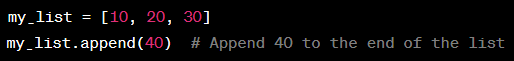 my_list = [10, 20, 30]
my_list.append(40)  # Append 40 to the end of the list